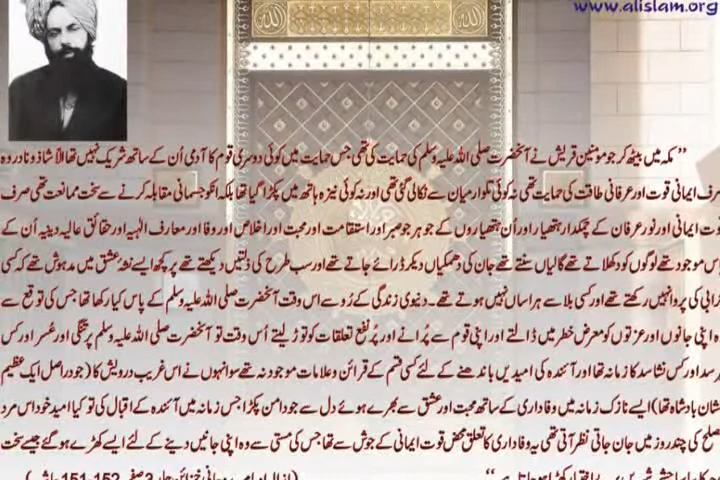 www.alislam.org
’’مکہ میں بیٹھ کر جو مومنین قریش نے آنحضرت صلی اللہ علیہ وسلم کی حمایت کی تھی جس حمایت میں کوئی دوسری قوم کا آدمی اُن کے ساتھ شریک نہیں تھا الّا شاذ و نادر وہ
صرف ایمانی قوت اور عرفانی طاقت کی حمایت تھی نہ کوئی تلوار میان سے نکالی گئی تھی اور نہ کوئی نیزہ ہاتھ میں پکڑا گیا تھا بلکہ انکو جسمانی مقابلہ کرنے سے سخت ممانعت تھی صرف
قوت ایمانی اور نور عرفان کے چمکدار ہتھیار اور اُن ہتھیاروں کے جوہر جو صبر اور استقامت اور محبت اور اخلاص اور وفا اور معارف الٰہیہ اور حقائق عالیہ دینیہ اُن کے
پاس موجود تھے لوگوں کو دکھلاتے تھے گالیاں سنتے تھے جان کی دھمکیاں دیکر ڈرائے جاتے تھے اور سب طرح کی ذلتیں دیکھتے تھے پر کچھ ایسے نشہ عشق میں مدہوش تھے کہ کسی
خرابی کی پروا نہیں رکھتے تھے اور کسی بلا سے ہراساں نہیں ہوتے تھے۔ دنیوی زندگی کے رُو سے اس وقت آنحضرت صلی اللہ علیہ وسلم کے پاس کیا رکھا تھا جس کی توقع سے
وہ اپنی جانوں اور عزتوں کو معرض خطر میں ڈالتے اور اپنی قوم سے پُرانے اور پُر نفع تعلقات کو توڑ لیتے اُس وقت تو آنحضرت صلی اللہ علیہ وسلم پر تنگی اور عُسر اور کس
نپرسد اور کس نشاسد کا زمانہ تھا اور آئندہ کی امیدیں باندھنے کے لئے کسی قسم کے قرائن و علامات موجود نہ تھے سو انہوں نے اس غریب درویش کا (جو دراصل ایک عظیم
الشان بادشاہ تھا) ایسے نازک زمانہ میں وفاداری کے ساتھ محبت اور عشق سے بھرے ہوئے دل سے جو دامن پکڑا جس زمانہ میں آئندہ کے اقبال کی تو کیا امید خود اس مرد
مصلح کی چند روز میں جان جاتی نظر آتی تھی یہ وفاداری کا تعلق محض قوت ایمانی کے جوش سے تھا جس کی مستی سے وہ اپنی جانیں دینے کے لئے ایسے کھڑے ہو گئے جیسے سخت